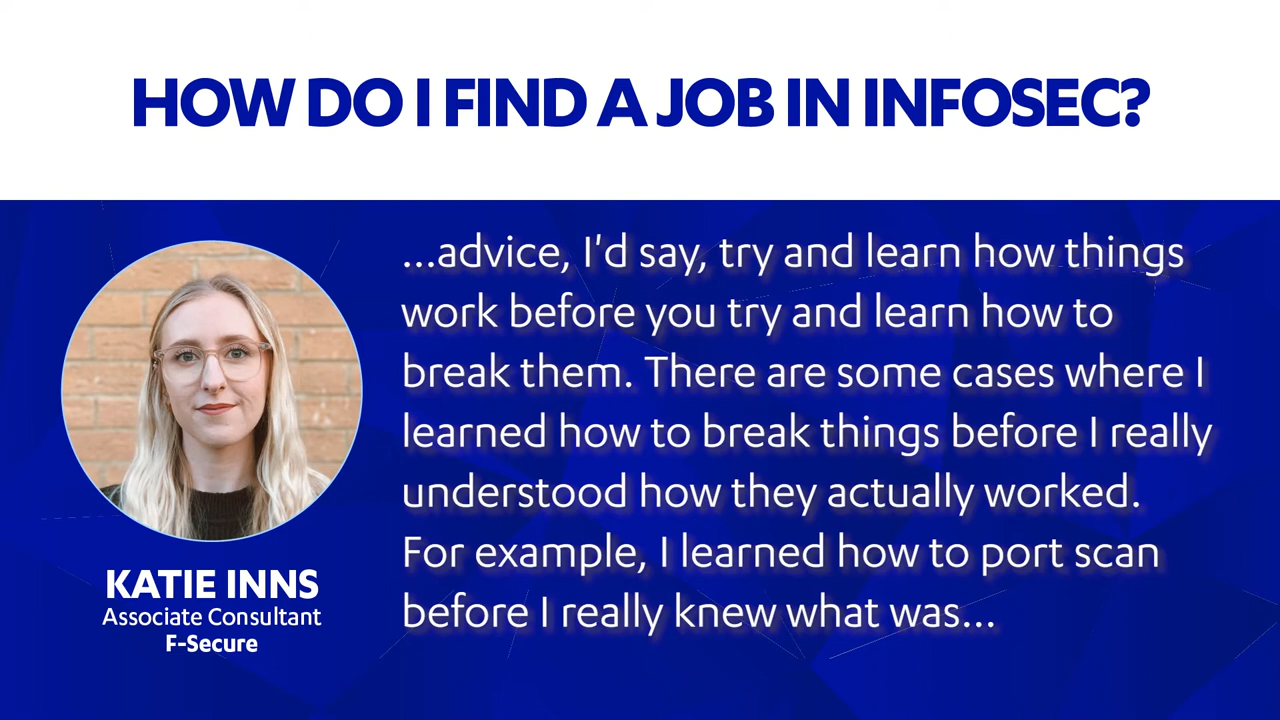 HOW DO I FIND A JOB IN INFOSEC?
...advice, I'd say, try and learn how things
work before you try and learn how to
break them. There are some cases where I
learned how to break things before I really
understood how they actually worked.
For example, I learned how to port scan
before I really knew what was...
KATIE INNS
Associate Consultant
F-Secure